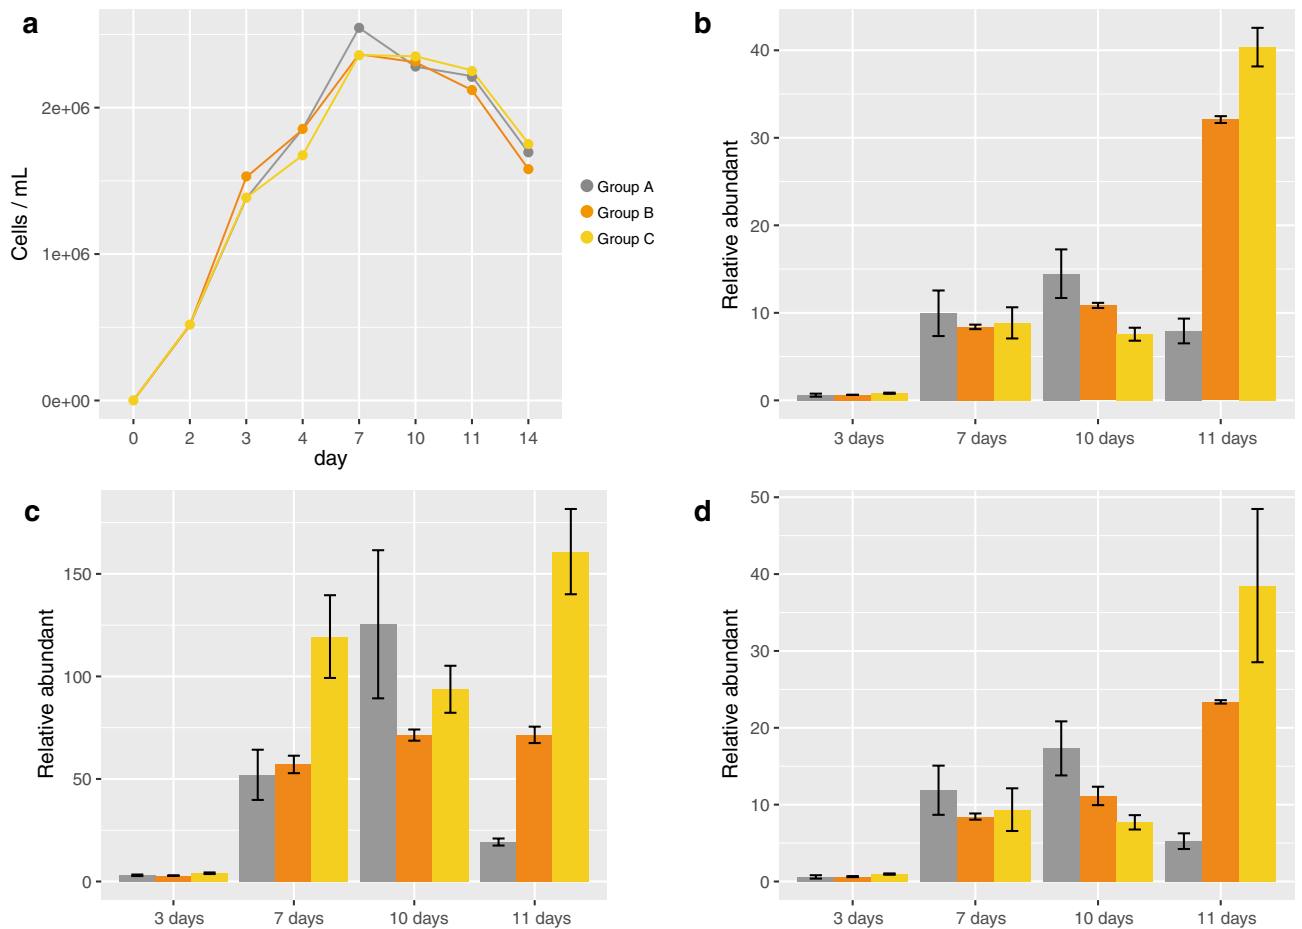 a
Cells / mL
2e+06
1e+06
0e+00
0 2 3 4 7 10 11 14
day
Group A
Group B
Group C
b
Relative abundant
40
30
20
10
0
3 days 7 days 10 days 11 days
c
Relative abundant
150
100
50
0
3 days 7 days 10 days 11 days
d
Relative abundant
50
40
30
20
10
0
3 days 7 days 10 days 11 days